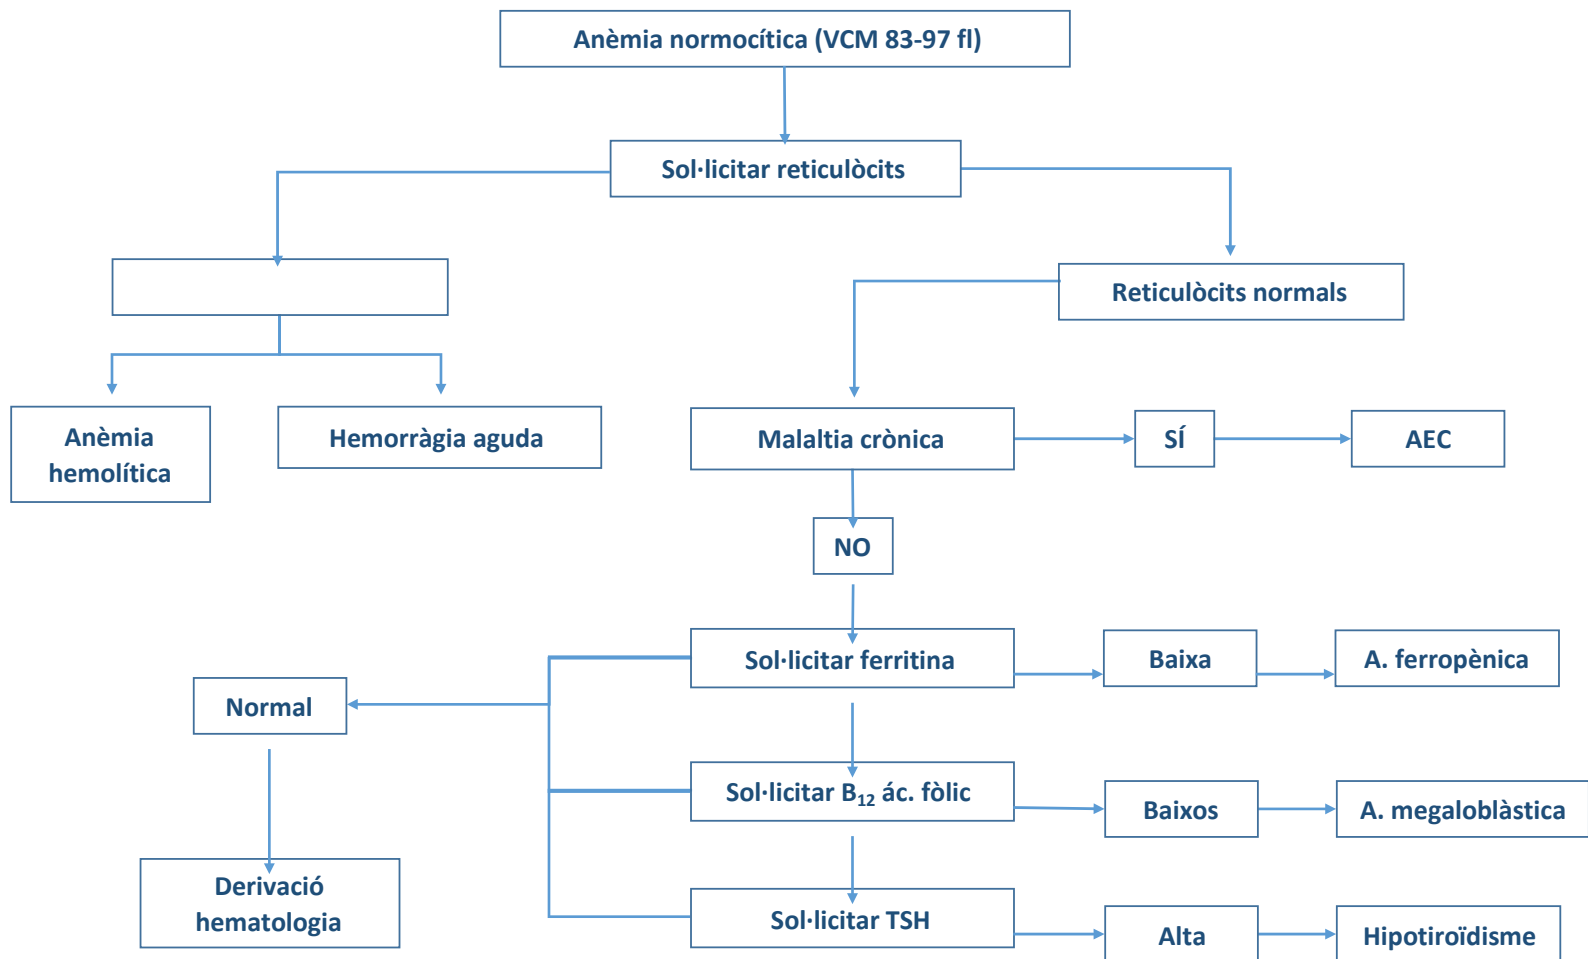 Anèmia normocítica (VCM 83-97 fl)
Sol·licitar reticulòcits
Reticulòcits normals
Anèmia
hemolítica
Hemorràgia aguda
Malaltia crònica
SÍ
AEC
NO
Sol·licitar ferritina
Baixa
A. ferropènica
Normal
Sol·licitar B₁₂ ác. fòlic
Baixos
A. megaloblàstica
Derivació
hematologia
Sol·licitar TSH
Alta
Hipotiroïdisme